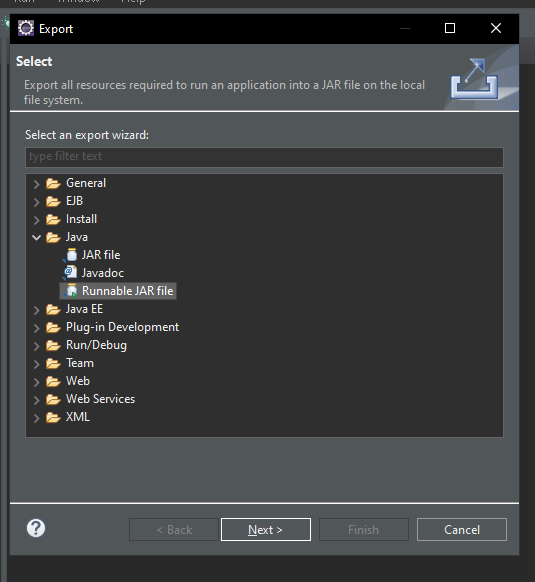 Run Window Help
Export
Select
Export all resources required to run an application into a JAR file on the local
file system.
Select an export wizard:
type filter text
General
EJB
Install
Java
JAR file
Javadoc
Runnable JAR file
Java EE
Plug-in Development
Run/Debug
Team
Web
Web Services
XML
?
< Back Next > Finish Cancel